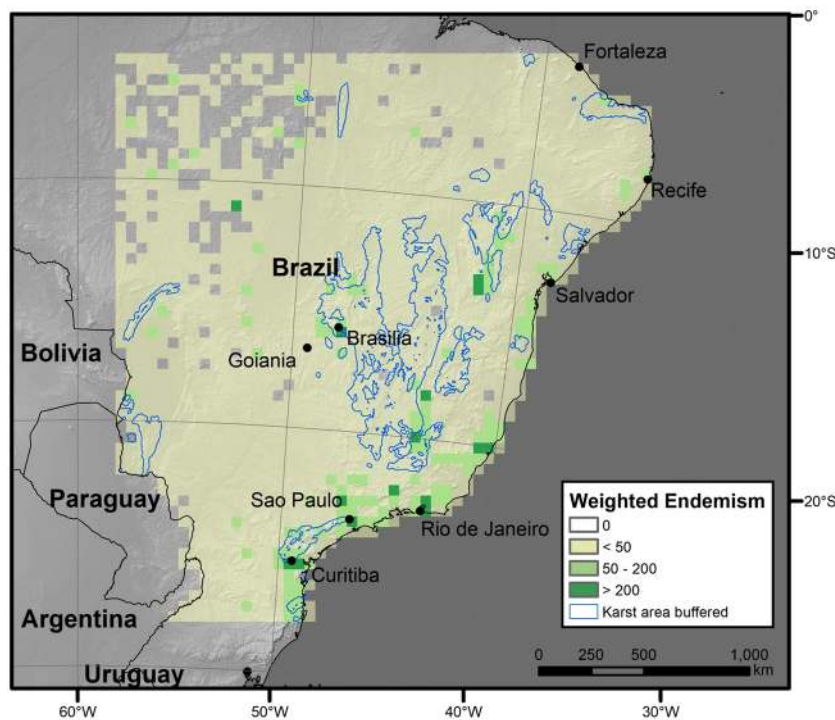 0°
Fortaleza
Recife
Brazil
10°S
Salvador
Brasilia
Goiania
Bolivia
Sao Paulo
Paraguay
20°S
Rio de Janeiro
Curitiba
Argentina
Uruguay
Weighted Endemism
0
< 50
50 - 200
> 200
Karst area buffered
0 250 500 1,000
km
60°W 50°W 40°W 30°W